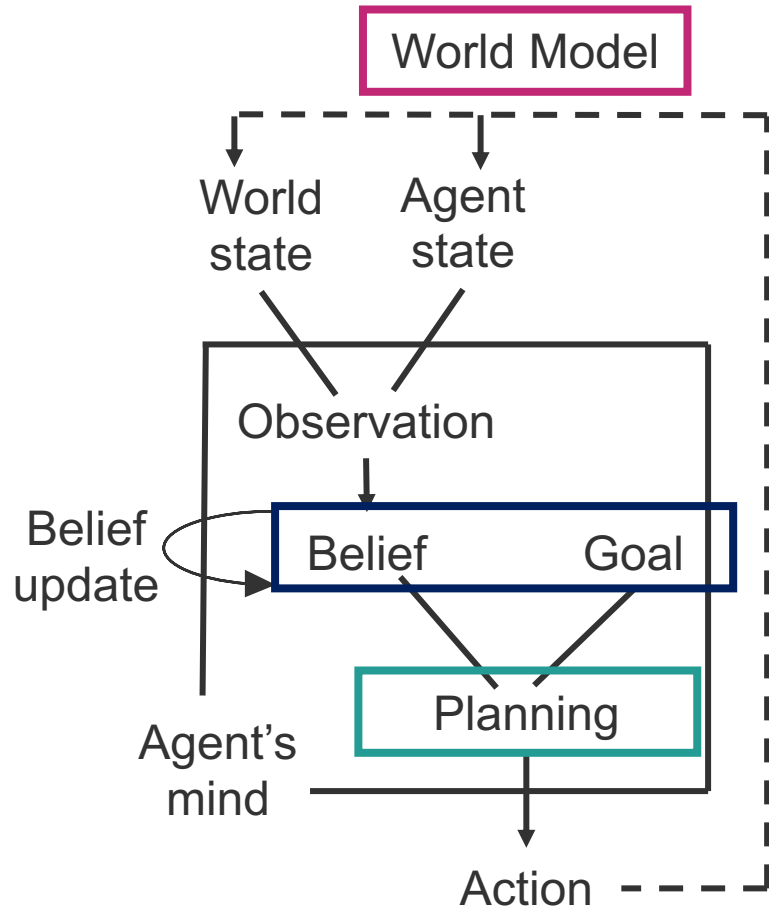 World Model
World
state
Agent
state
Observation
Belief
update
Belief
Goal
Planning
Agent’s
mind
Action